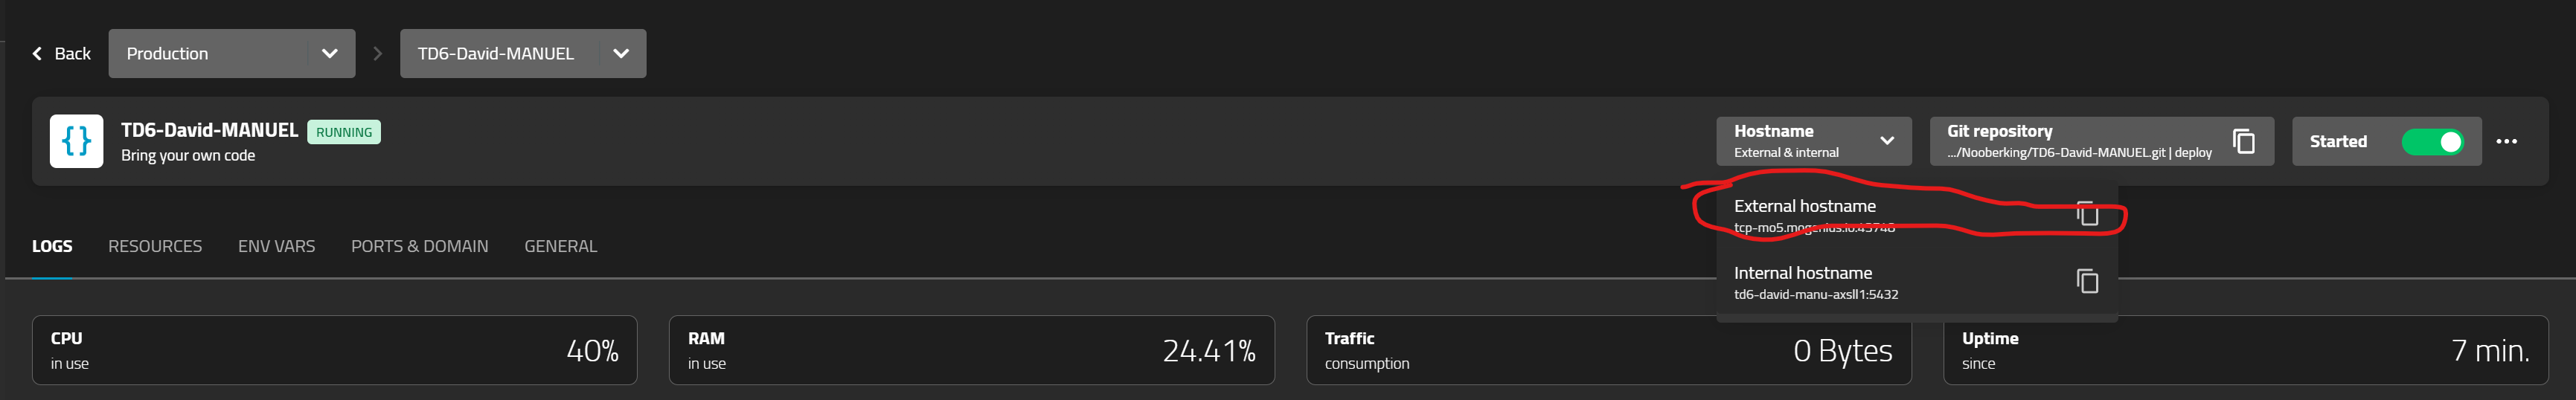 Back
Production
TD6-David-MANUEL
TD6-David-MANUEL RUNNING
Bring your own code
Hostname
External & internal
Git repository
.../Nooberking/TD6-David-MANUEL.git | deploy
Started
External hostname
tcp-mo5.mogenius.io:45748
Internal hostname
td6-david-manu-axsll1:5432
LOGS RESOURCES ENV VARS PORTS & DOMAIN GENERAL
CPU
in use
40%
RAM
in use
24.41%
Traffic
consumption
0 Bytes
Uptime
since
7 min.